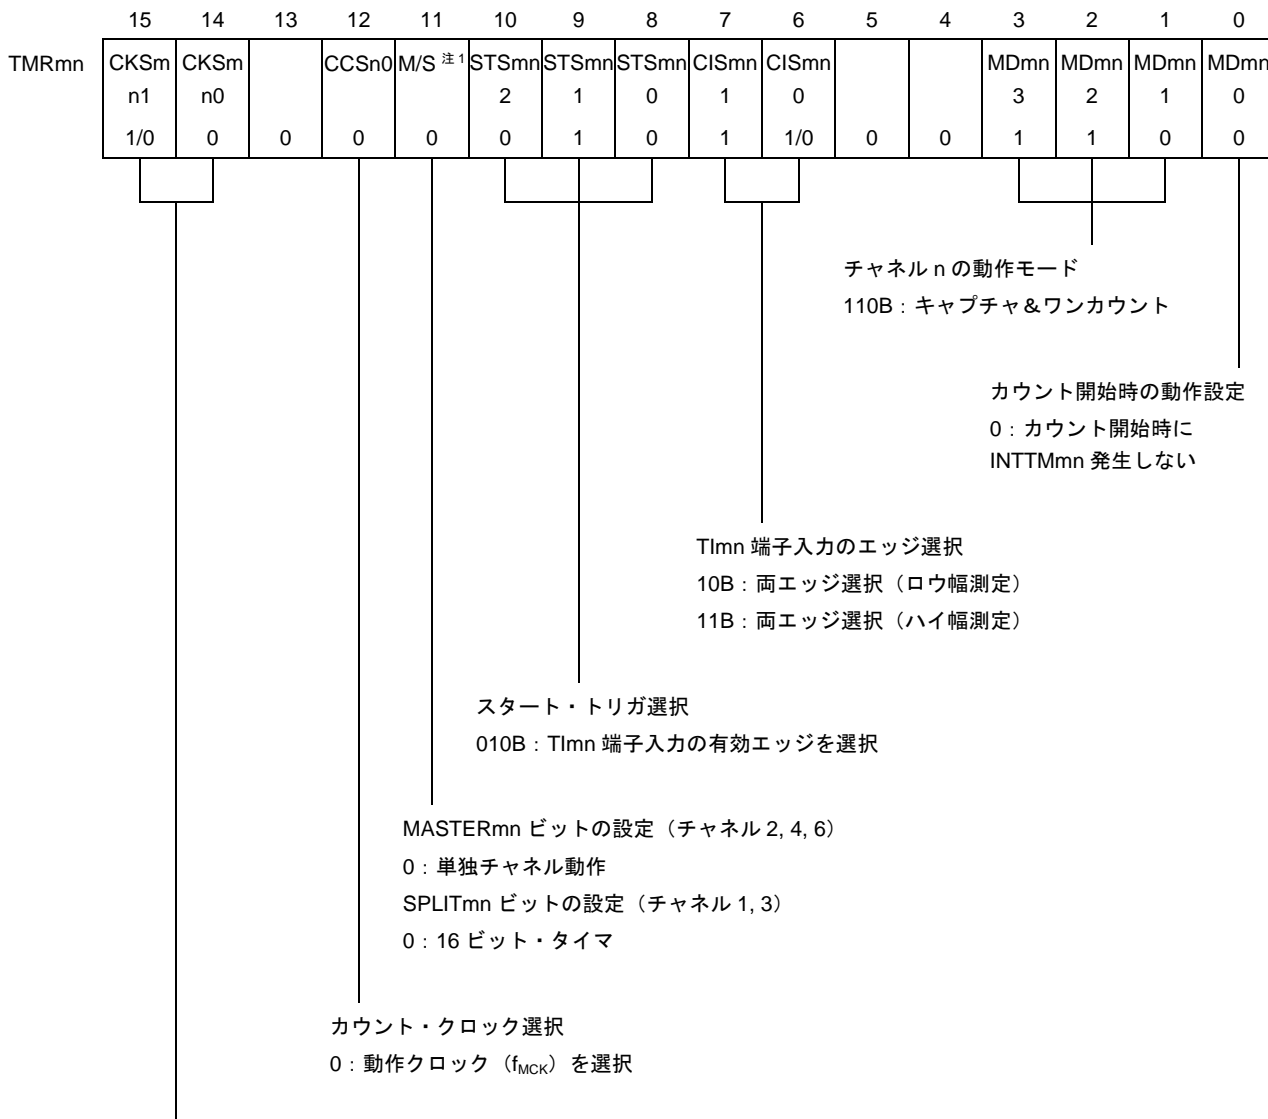 15 14 13 12 11 10 9 8 7 6 5 4 3 2 1 0
TMRmn CKSm CKSm CCSn0 M/S 注1 STSmn STSmn STSmn CISmn CISmn MDmn MDmn MDmn MDmn
n1 n0 2 1 0 1 0 3 2 1 0
1/0 0 0 0 0 0 1 0 1 1/0 0 0 1 1 0 0
チャネル n の動作モード
110B：キャプチャ＆ワンカウント
カウント開始時の動作設定
0：カウント開始時に
INTTMmn 発生しない
TImn 端子入力のエッジ選択
10B：両エッジ選択（ロウ幅測定）
11B：両エッジ選択（ハイ幅測定）
スタート・トリガ選択
010B：TImn 端子入力の有効エッジを選択
MASTERmn ビットの設定（チャネル 2, 4, 6）
0：単独チャネル動作
SPLITmn ビットの設定（チャネル 1, 3）
0：16 ビット・タイマ
カウント・クロック選択
0：動作クロック（fMCK）を選択